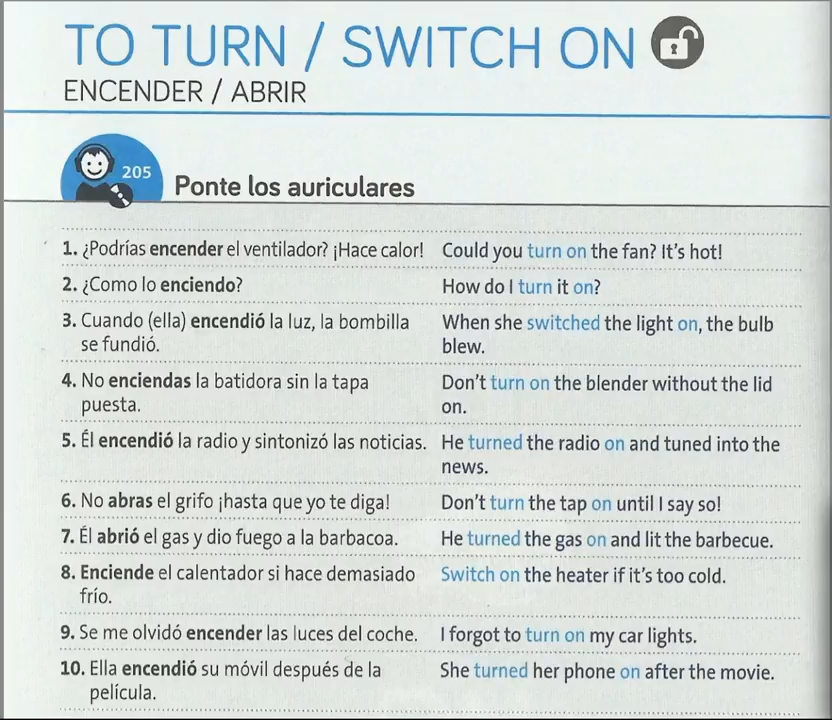 TO TURN / SWITCH ON
ENCENDER / ABRIR
205
Ponte los auriculares
1. ¿Podrías encender el ventilador? ¡Hace calor! Could you turn on the fan? It's hot!
2. ¿Como lo enciendo? How do I turn it on?
3. Cuando (ella) encendió la luz, la bombilla When she switched the light on, the bulb
se fundió. blew.
4. No enciendas la batidora sin la tapa Don't turn on the blender without the lid
puesta. on.
5. Él encendió la radio y sintonizó las noticias. He turned the radio on and tuned into the
news.
6. No abras el grifo ¡hasta que yo te diga! Don't turn the tap on until I say so!
7. Él abrió el gas y dio fuego a la barbacoa. He turned the gas on and lit the barbecue.
8. Enciende el calentador si hace demasiado Switch on the heater if it's too cold.
frío.
9. Se me olvidó encender las luces del coche. I forgot to turn on my car lights.
10. Ella encendió su móvil después de la She turned her phone on after the movie.
película.